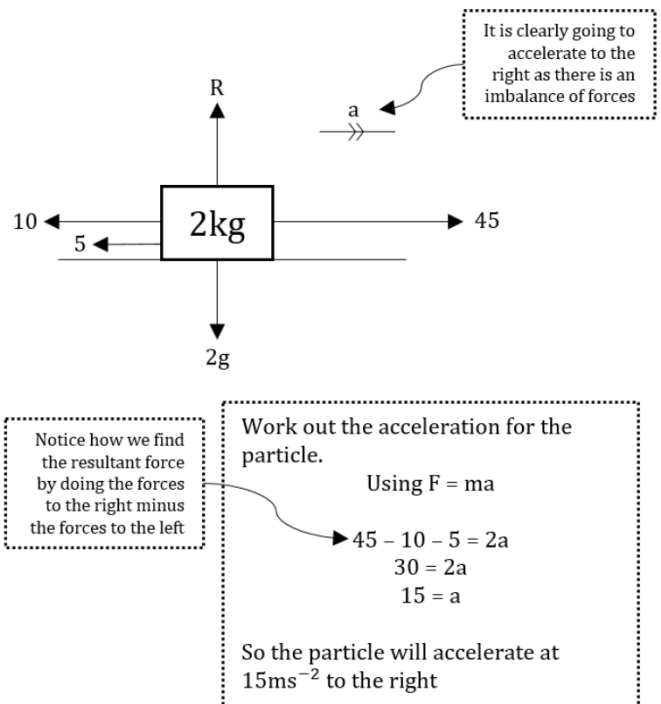 It is clearly going to
accelerate to the
right as there is an
imbalance of forces
R
a
10
2kg
45
5
2g
Notice how we find
the resultant force
by doing the forces
to the right minus
the forces to the left
Work out the acceleration for the
particle.
Using F = ma
45 – 10 – 5 = 2a
30 = 2a
15 = a
So the particle will accelerate at
15ms⁻² to the right